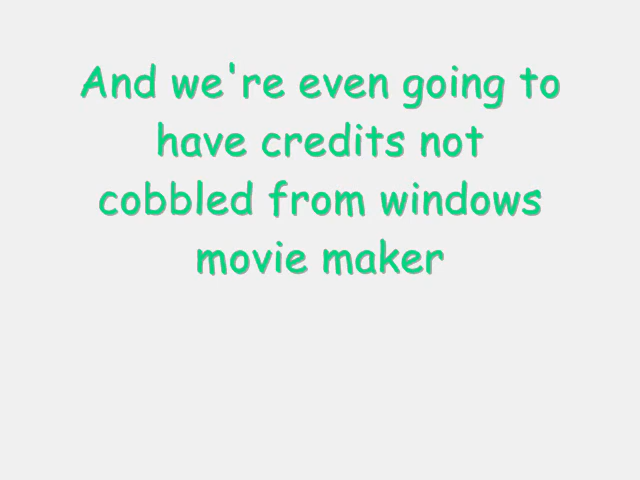 And we're even going to
have credits not
cobbled from windows
movie maker